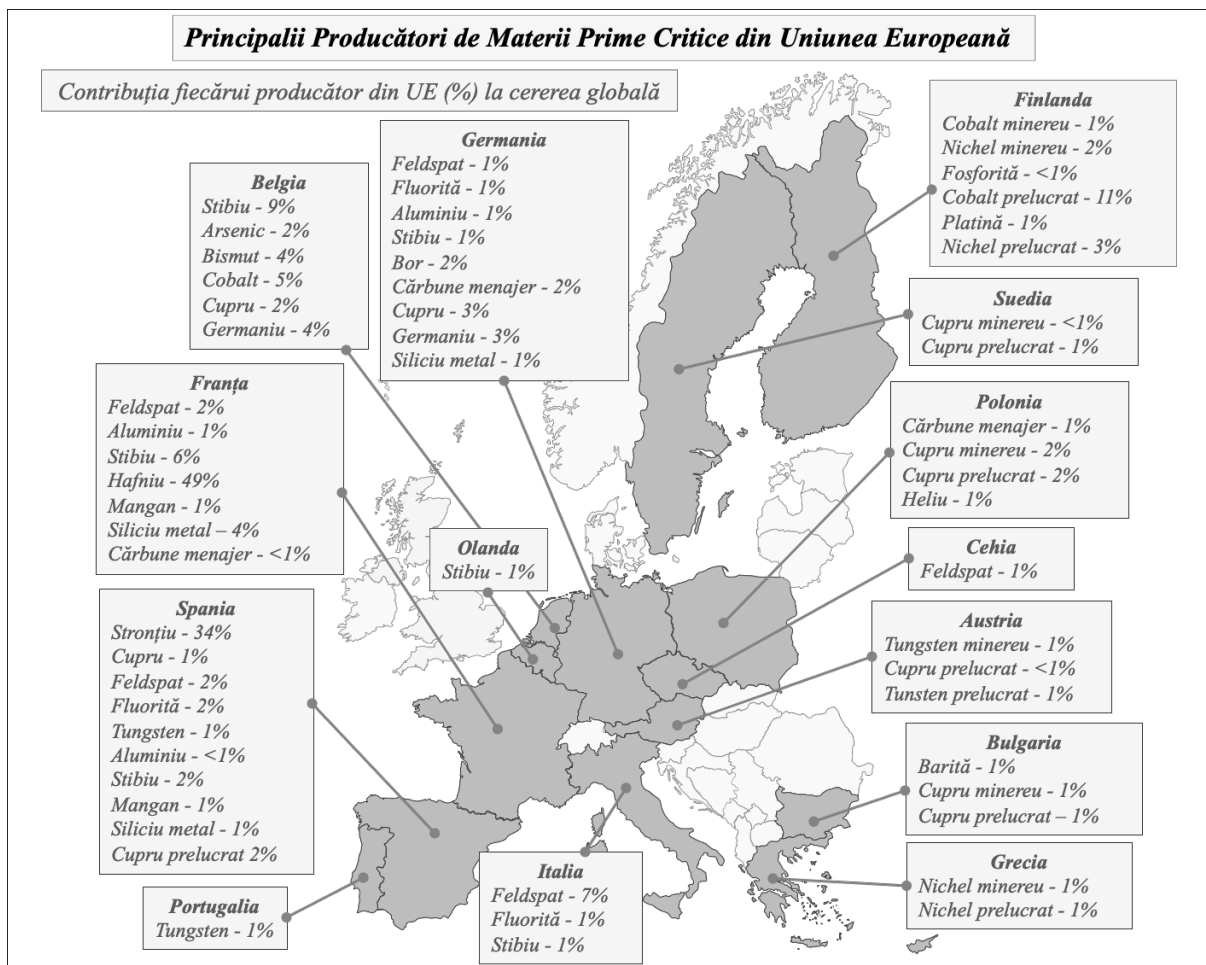 Principalii Producători de Materii Prime Critice din Uniunea Europeană
Contribuția fiecărui producător din UE (%) la cererea globală
Germania
Feldspat - 1%
Fluorită - 1%
Aluminiu - 1%
Stibiu - 1%
Bor - 2%
Cărbune menajer - 2%
Cupru - 3%
Germaniu - 3%
Siliciu metal - 1%
Finlanda
Cobalt minereu - 1%
Nichel minereu - 2%
Fosforită - <1%
Cobalt prelucrat - 11%
Platină - 1%
Nichel prelucrat - 3%
Belgia
Stibiu - 9%
Arsenic - 2%
Bismut - 4%
Cobalt - 5%
Cupru - 2%
Germaniu - 4%
Suedia
Cupru minereu - <1%
Cupru prelucrat - 1%
Franța
Feldspat - 2%
Aluminiu - 1%
Stibiu - 6%
Hafniu - 49%
Mangan - 1%
Siliciu metal – 4%
Cărbune menajer - <1%
Polonia
Cărbune menajer - 1%
Cupru minereu - 2%
Cupru prelucrat - 2%
Heliu - 1%
Olanda
Stibiu - 1%
Cehia
Feldspat - 1%
Spania
Stronțiu - 34%
Cupru - 1%
Feldspat - 2%
Fluorită - 2%
Tungsten - 1%
Aluminiu - <1%
Stibiu - 2%
Mangan - 1%
Siliciu metal - 1%
Cupru prelucrat 2%
Austria
Tungsten minereu - 1%
Cupru prelucrat - <1%
Tunsten prelucrat - 1%
Bulgaria
Barită - 1%
Cupru minereu - 1%
Cupru prelucrat – 1%
Italia
Feldspat - 7%
Fluorită - 1%
Stibiu - 1%
Grecia
Nichel minereu - 1%
Nichel prelucrat - 1%
Portugalia
Tungsten - 1%